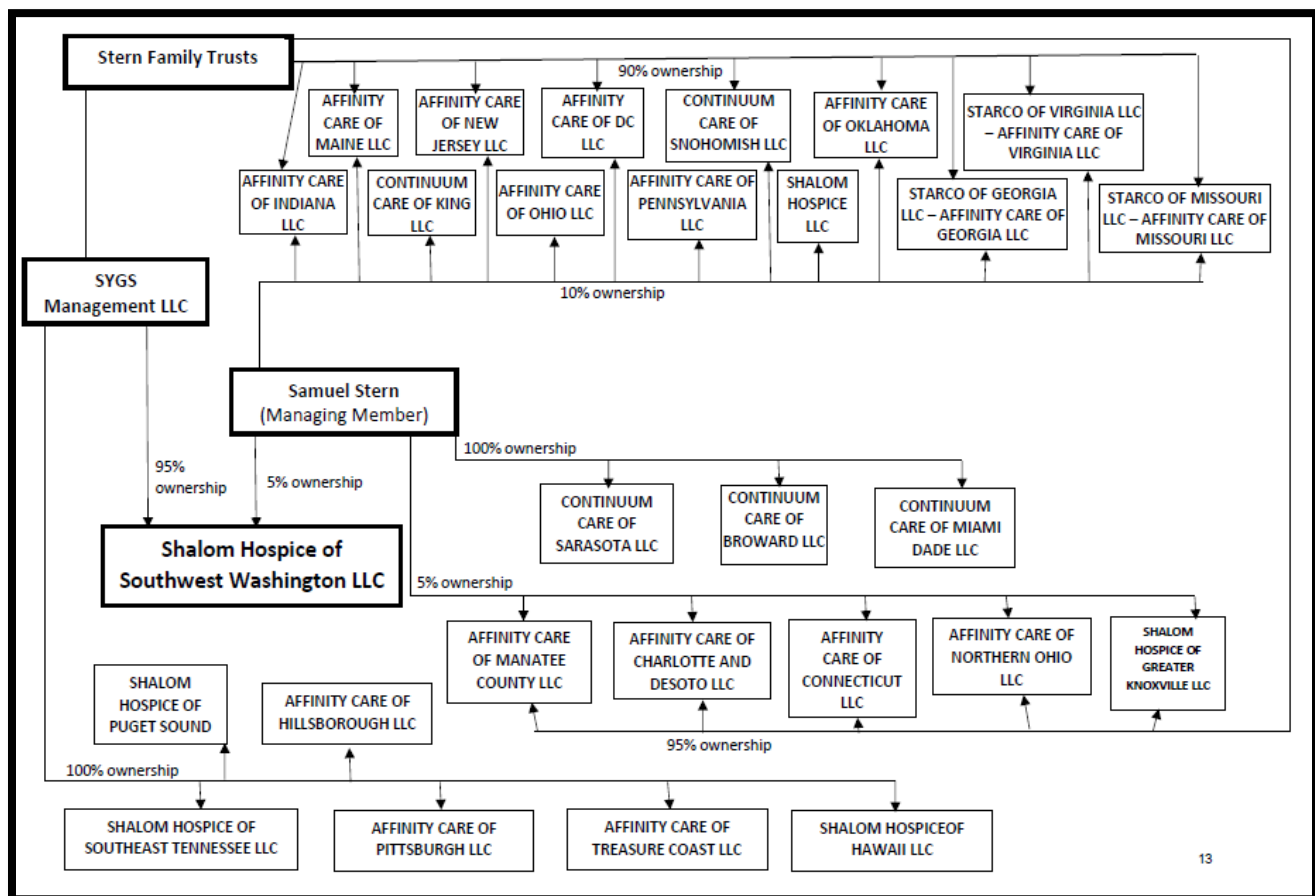 Stern Family Trusts
90% ownership
AFFINITY
CARE OF
MAINE LLC
AFFINITY CARE
OF NEW
JERSEY LLC
AFFINITY
CARE OF DC
LLC
CONTINUUM
CARE OF
SNOHOMISH LLC
AFFINITY CARE
OF OKLAHOMA
LLC
STARCO OF VIRGINIA LLC
– AFFINITY CARE OF
VIRGINIA LLC
AFFINITY CARE
OF INDIANA
LLC
CONTINUUM
CARE OF KING
LLC
AFFINITY CARE
OF OHIO LLC
AFFINITY CARE OF
PENNSYLVANIA
LLC
SHALOM
HOSPICE
LLC
STARCO OF GEORGIA
LLC – AFFINITY CARE OF
GEORGIA LLC
STARCO OF MISSOURI
LLC – AFFINITY CARE OF
MISSOURI LLC
SYGS
Management LLC
10% ownership
Samuel Stern
(Managing Member)
100% ownership
95%
ownership
5% ownership
CONTINUUM
CARE OF
SARASOTA LLC
CONTINUUM
CARE OF
BROWARD LLC
CONTINUUM
CARE OF MIAMI
DADE LLC
Shalom Hospice of
Southwest Washington LLC
5% ownership
AFFINITY CARE
OF MANATEE
COUNTY LLC
AFFINITY CARE OF
CHARLOTTE AND
DESOTO LLC
AFFINITY
CARE OF
CONNECTICUT
LLC
AFFINITY CARE OF
NORTHERN OHIO
LLC
SHALOM
HOSPICE OF
GREATER
KNOXVILLE LLC
SHALOM
HOSPICE OF
PUGET SOUND
AFFINITY CARE OF
HILLSBOROUGH LLC
95% ownership
100% ownership
SHALOM HOSPICE OF
SOUTHEAST TENNESSEE LLC
AFFINITY CARE OF
PITTSBURGH LLC
AFFINITY CARE OF
TREASURE COAST LLC
SHALOM HOSPICEOF
HAWAII LLC
13